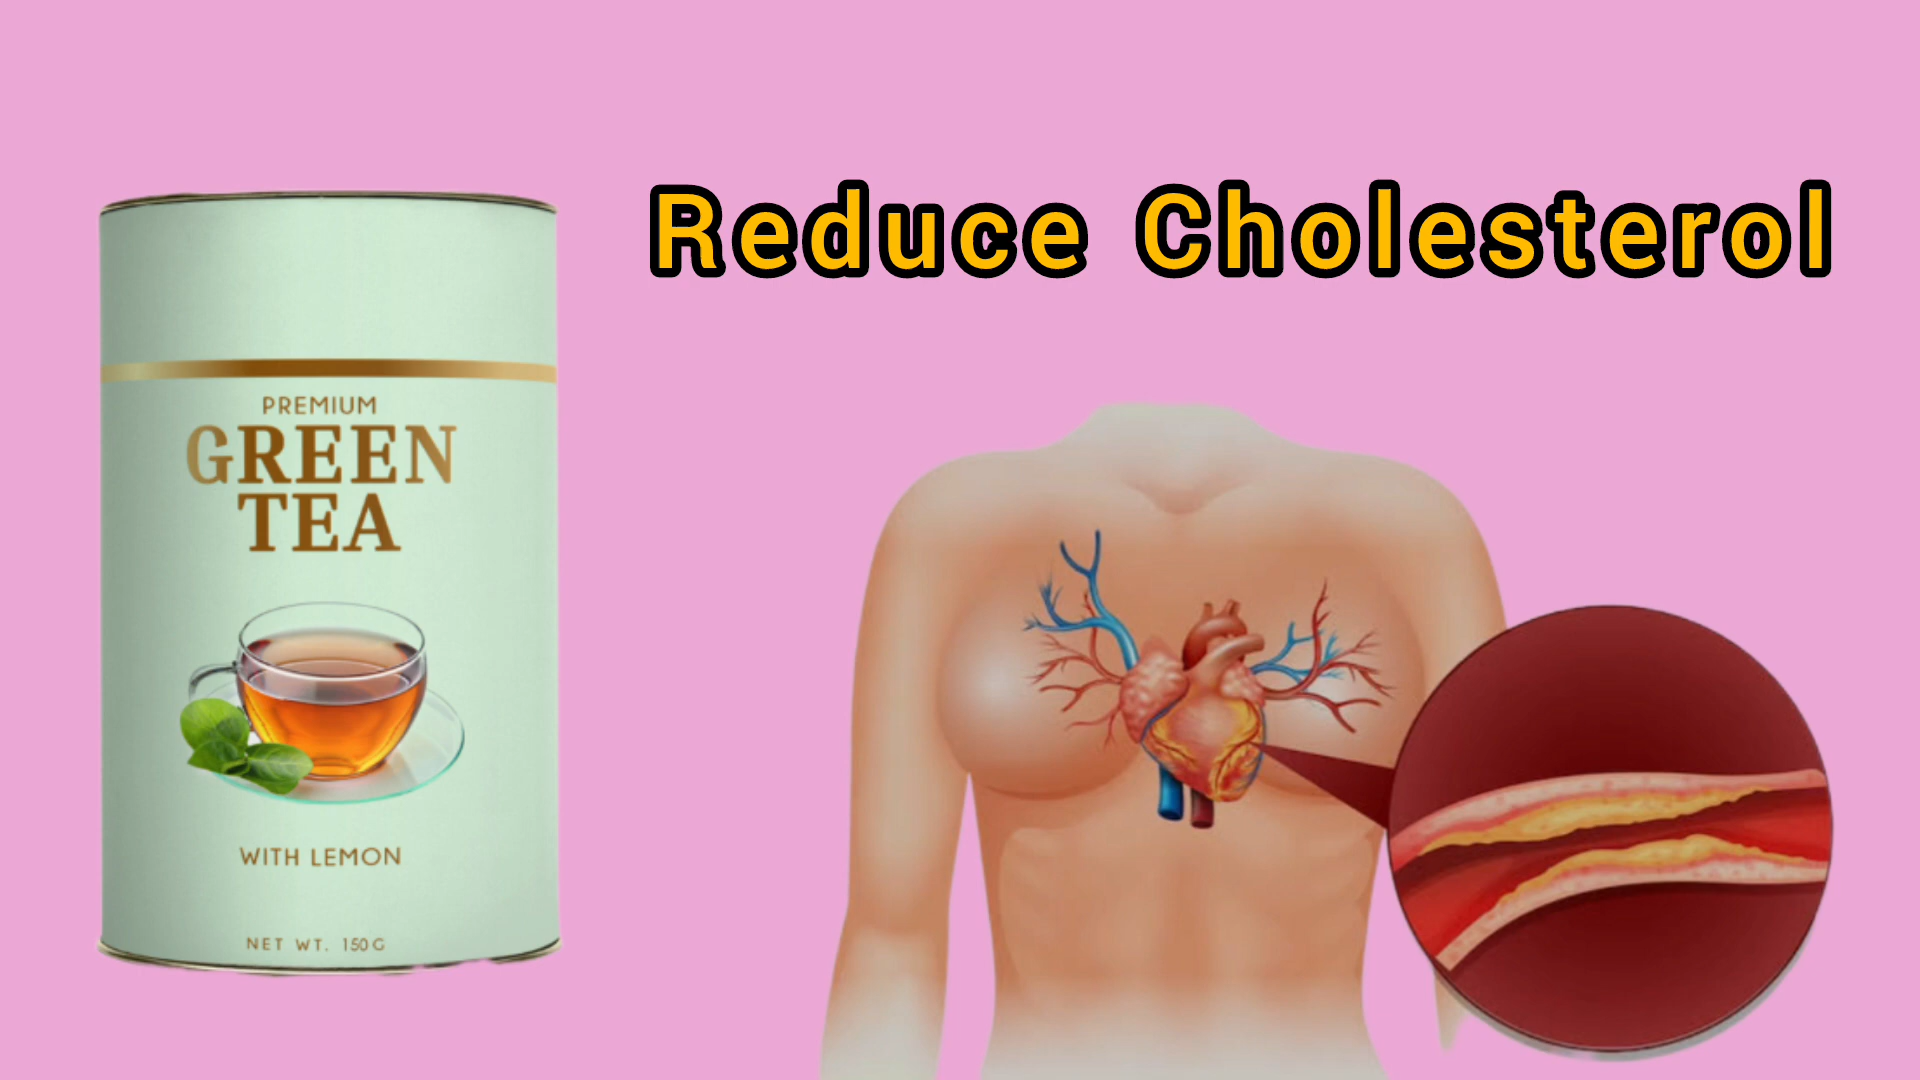 Reduce Cholesterol
PREMIUM
GREEN
TEA
WITH LEMON
NET WT. 150G